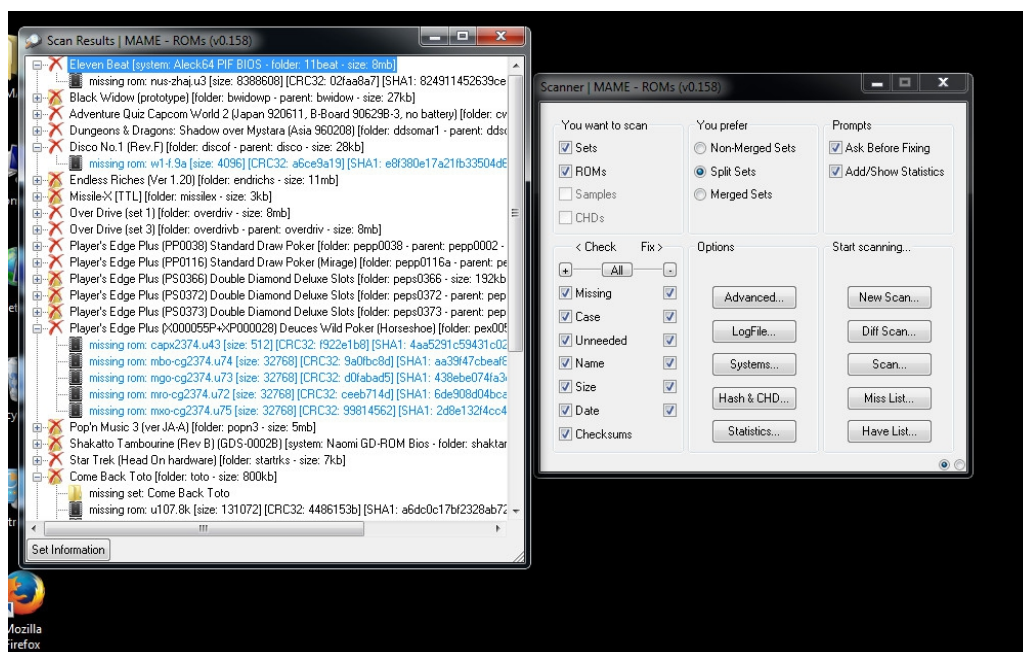 Scan Results | MAME - ROMs (v0.158)
Eleven Beat [system: Aleck64 PIF BIOS - folder: 11beat - size: 8mb]
missing rom: nus-zhaj.u3 [size: 8388608] [CRC32: 02faa8a7] [SHA1: 824911452639ce
Black Widow (prototype) [folder: bwidowp - parent: bwidow - size: 27kb]
Adventure Quiz Capcom World 2 (Japan 920611, B-Board 90629B-3, no battery) [folder: cw
Dungeons & Dragons: Shadow over Mystara (Asia 960208) [folder: ddsomar1 - parent: ddso
Disco No.1 (Rev.F) [folder: discof - parent: disco - size: 28kb]
missing rom: w1-f.9a [size: 4096] [CRC32: a6ce9a19] [SHA1: e8f380e17a21fb33504d6
Endless Riches (Ver 1.20) [folder: endrichs - size: 11mb]
Missile-X [TTL] [folder: missilex - size: 3kb]
Over Drive (set 1) [folder: overdriv - size: 8mb]
Over Drive (set 3) [folder: overdrivb - parent: overdriv - size: 8mb]
Player's Edge Plus (PP0038) Standard Draw Poker [folder: pepp0038 - parent: pepp0002 -
Player's Edge Plus (PP0116) Standard Draw Poker (Mirage) [folder: pepp0116a - parent: pe
Player's Edge Plus (PS0366) Double Diamond Deluxe Slots [folder: peps0366 - size: 192kb
Player's Edge Plus (PS0372) Double Diamond Deluxe Slots [folder: peps0372 - parent: pep
Player's Edge Plus (PS0373) Double Diamond Deluxe Slots [folder: peps0373 - parent: pep
Player's Edge Plus (X000055P+XP000028) Deuces Wild Poker (Horseshoe) [folder: pex005
missing rom: capx2374.u43 [size: 512] [CRC32: f922e1b8] [SHA1: 4aa5291c59431c02
missing rom: mbo-cg2374.u74 [size: 32768] [CRC32: 9a0fbc8d] [SHA1: aa39f47cbeaf8
missing rom: mgo-cg2374.u73 [size: 32768] [CRC32: d0fabad5] [SHA1: 438ebe074fa3
missing rom: mro-cg2374.u72 [size: 32768] [CRC32: ceeb714d] [SHA1: 6de908d04bca
missing rom: mxo-cg2374.u75 [size: 32768] [CRC32: 99814562] [SHA1: 2d8e132f4cc4
Pop'n Music 3 (ver JA-A) [folder: popn3 - size: 5mb]
Shakatto Tambourine (Rev B) (GDS-0002B) [system: Naomi GD-ROM Bios - folder: shaktar
Star Trek (Head On hardware) [folder: startrks - size: 7kb]
Come Back Toto [folder: toto - size: 800kb]
missing set: Come Back Toto
missing rom: u107.8k [size: 131072] [CRC32: 4486153b] [SHA1: a6dc0c17bf2328ab72
Set Information
Scanner | MAME - ROMs (v0.158)
You want to scan
Sets
ROMs
Samples
CHDs
You prefer
Non-Merged Sets
Split Sets
Merged Sets
Prompts
Ask Before Fixing
Add/Show Statistics
< Check Fix >
+ All -
Missing
Case
Unneeded
Name
Size
Date
Checksums
Options
Advanced...
LogFile...
Systems...
Hash & CHD...
Statistics...
Start scanning...
New Scan...
Diff Scan...
Scan...
Miss List...
Have List...
Mozilla
Firefox